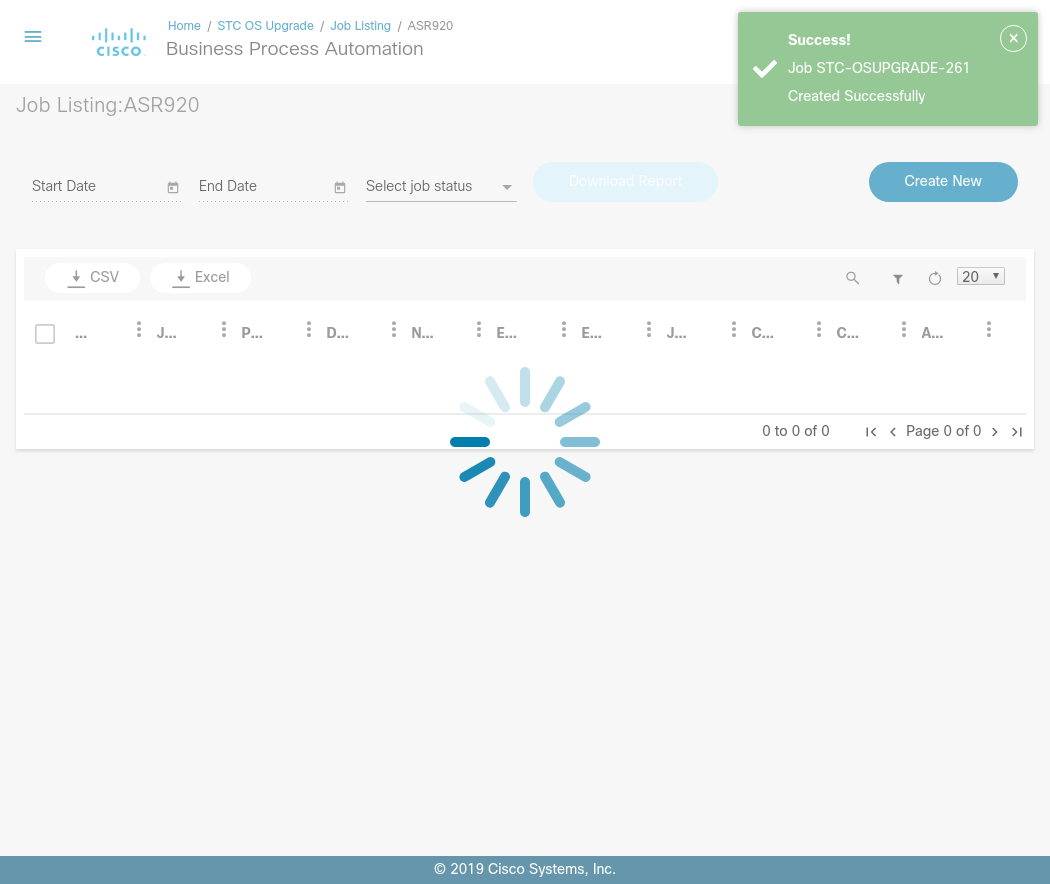 Home / STC OS Upgrade / Job Listing / ASR920
CISCO
Business Process Automation
Success!
Job STC-OSUPGRADE-261
Created Successfully
Job Listing:ASR920
Start Date
End Date
Select job status
Download Report
Create New
CSV
Excel
20
... J... P... D... N... E... E... J... C... C... A...
0 to 0 of 0
Page 0 of 0
© 2019 Cisco Systems, Inc.